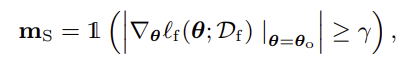 m_S = 𝟙 (|∇_θ ℓ_f(θ; 𝒟_f) |_{θ=θ_o}| ≥ γ),